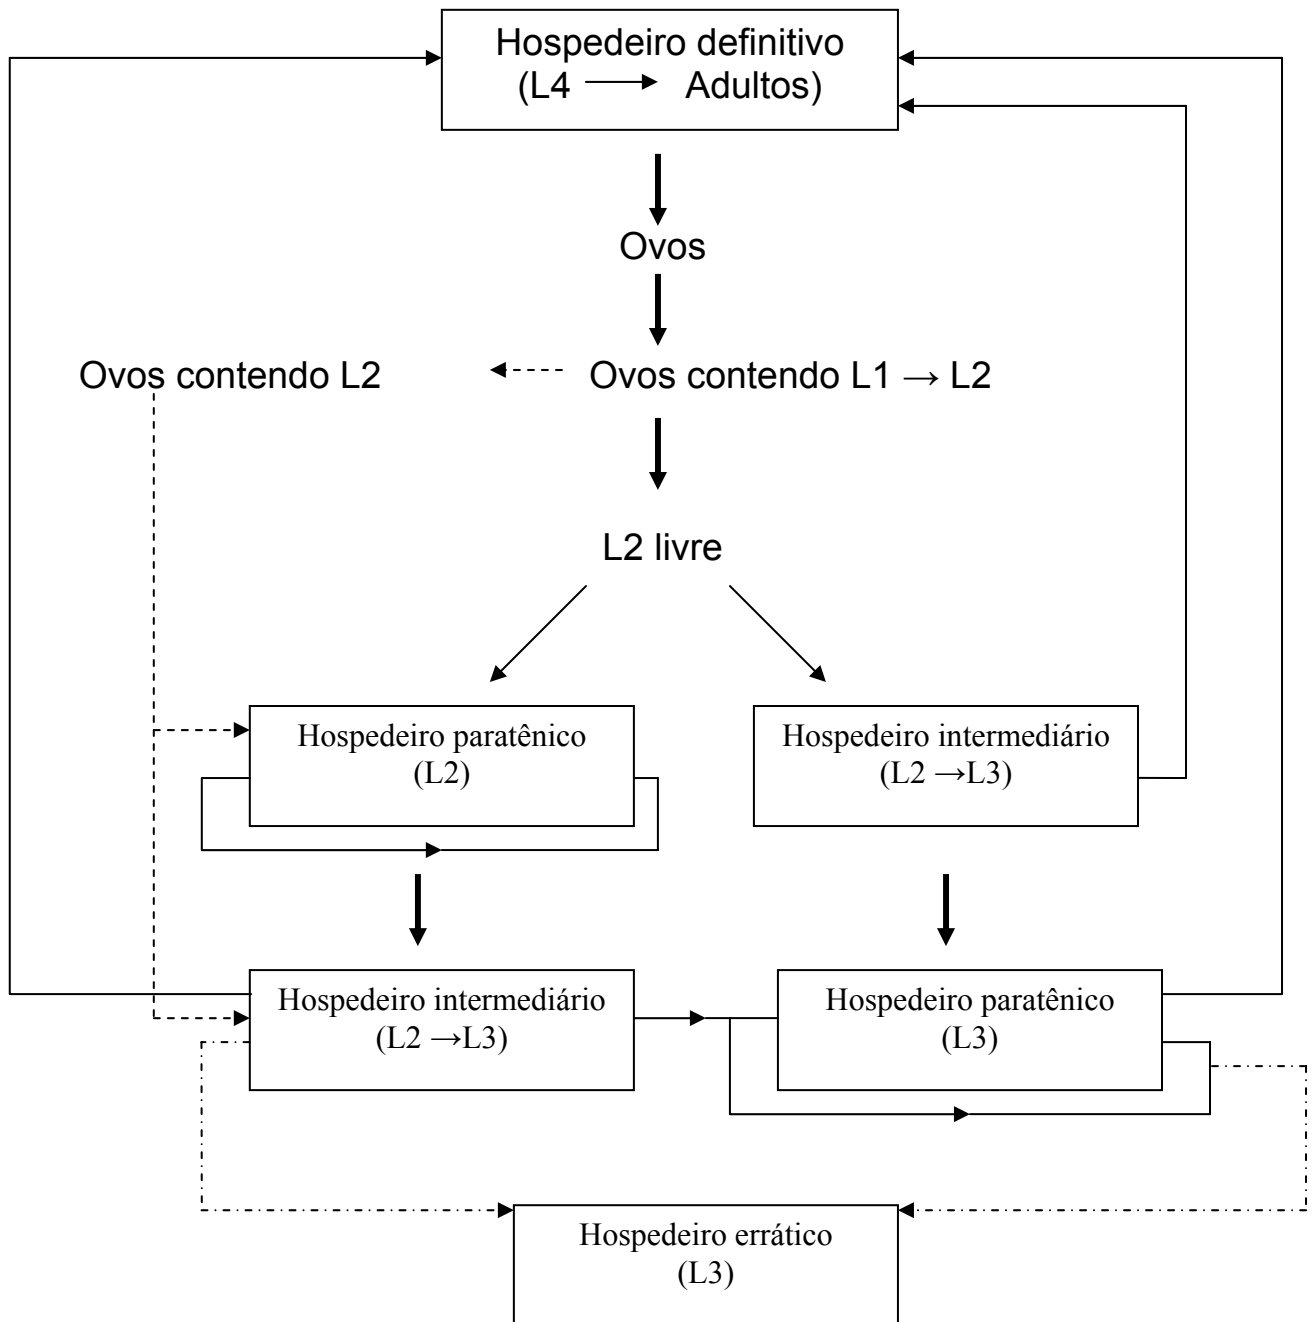 Hospedeiro definitivo
(L4 → Adultos)
Ovos
Ovos contendo L2
Ovos contendo L1 → L2
L2 livre
Hospedeiro paratênico
(L2)
Hospedeiro intermediário
(L2 →L3)
Hospedeiro intermediário
(L2 →L3)
Hospedeiro paratênico
(L3)
Hospedeiro errático
(L3)